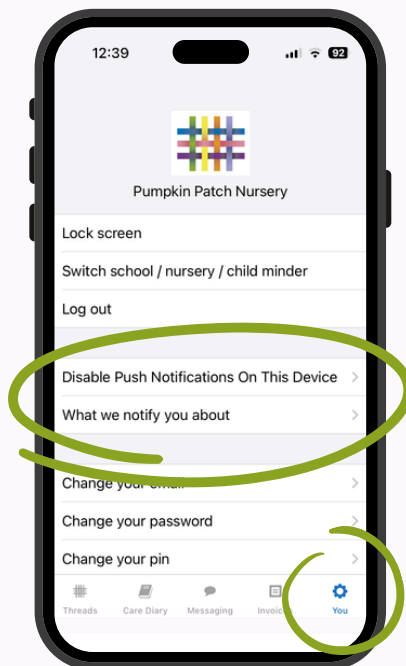 12:39
92
Pumpkin Patch Nursery
Lock screen
Switch school / nursery / child minder
Log out
Disable Push Notifications On This Device
What we notify you about
Change your email
Change your password
Change your pin
Threads Care Diary Messaging You